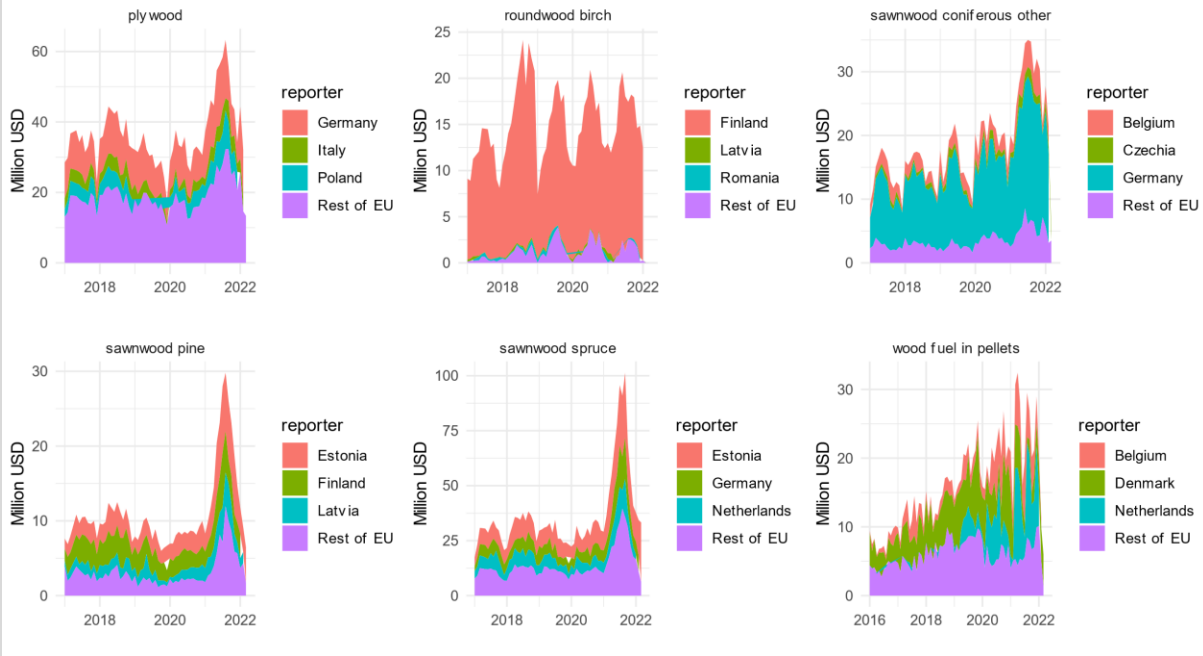 plywood
Million USD
60
40
20
0
2018
2020
2022
reporter
Germany
Italy
Poland
Rest of EU
roundwood birch
Million USD
25
20
15
10
5
0
2018
2020
2022
reporter
Finland
Latvia
Romania
Rest of EU
sawnwood coniferous other
Million USD
30
20
10
0
2018
2020
2022
reporter
Belgium
Czechia
Germany
Rest of EU
sawnwood pine
Million USD
30
20
10
0
2018
2020
2022
reporter
Estonia
Finland
Latvia
Rest of EU
sawnwood spruce
Million USD
100
75
50
25
0
2018
2020
2022
reporter
Estonia
Germany
Netherlands
Rest of EU
wood fuel in pellets
Million USD
30
20
10
0
2016
2018
2020
2022
reporter
Belgium
Denmark
Netherlands
Rest of EU